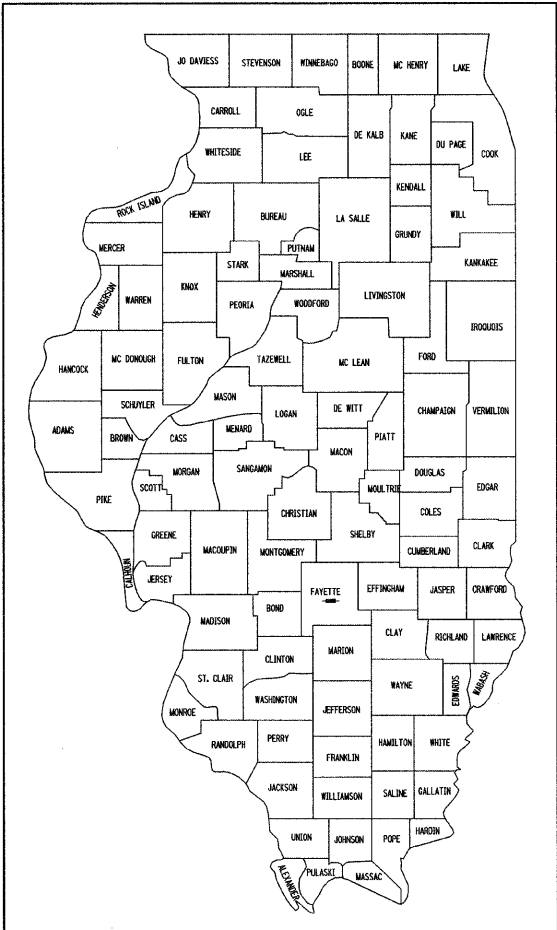 JO DAVIESS
STEVENSON
WINNEBAGO
BOONE
MC HENRY
LAKE
CARROLL
OGLE
DE KALB
KANE
DU PAGE
COOK
WHITESIDE
LEE
KENDALL
ROCK ISLAND
HENRY
BUREAU
LA SALLE
GRUNDY
WILL
MERCER
PUTNAM
STARK
MARSHALL
KANKAKEE
HENDERSON
WARREN
KNOX
PEORIA
WOODFORD
LIVINGSTON
IROQUOIS
HANCOCK
MC DONOUGH
FULTON
TAZEWELL
MC LEAN
FORD
MASON
SCHUYLER
LOGAN
DE WITT
CHAMPAIGN
VERMILION
ADAMS
BROWN
CASS
MENARD
MACON
PIATT
PIKE
SCOTT
MORGAN
SANGAMON
MOULTRIE
DOUGLAS
EDGAR
CHRISTIAN
COLES
GREENE
MACOUPIN
MONTGOMERY
SHELBY
CUMBERLAND
CLARK
CALHOUN
JERSEY
FAYETTE
EFFINGHAM
JASPER
CRAWFORD
MADISON
BOND
CLAY
RICHLAND
LAWRENCE
CLINTON
MARION
ST. CLAIR
WAYNE
EDWARDS
WABASH
WASHINGTON
JEFFERSON
MONROE
RANDOLPH
PERRY
HAMILTON
WHITE
FRANKLIN
JACKSON
WILLIAMSON
SALINE
GALLATIN
UNION
JOHNSON
POPE
HARDIN
ALEXANDER
PULASKI
MASSAC